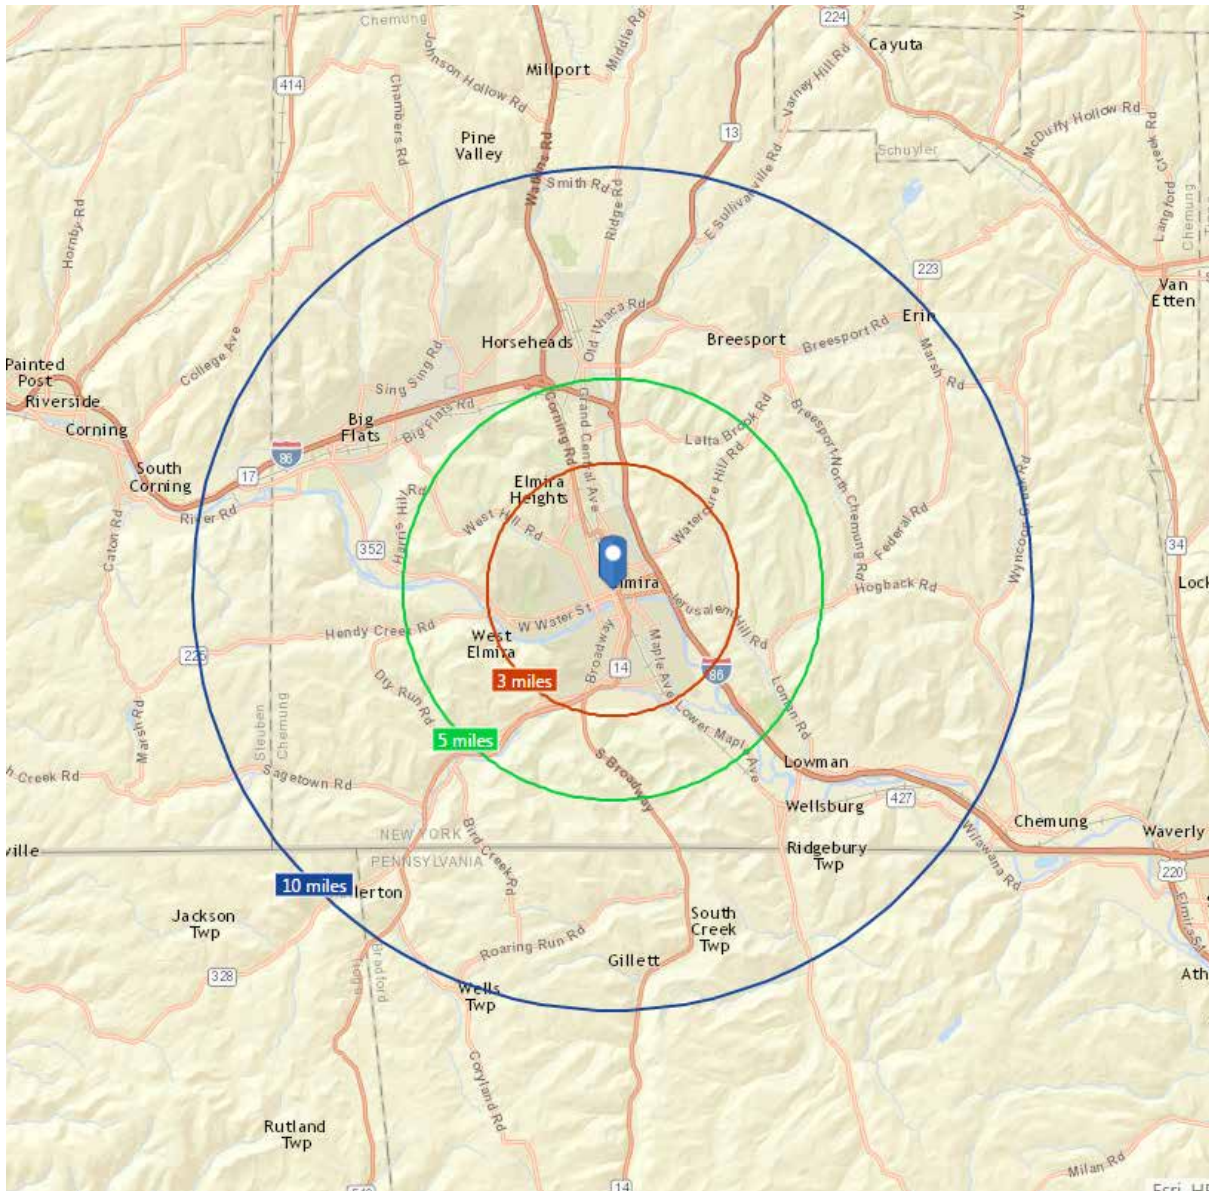 Chemung
224
Cayuta
Middle Rd
Johnson Hollow Rd
Millport
414
Chambers Rd
Varney Hill Rd
McDuffy Hollow Rd
Creek Rd
13
Pine
Valley
Watkins Rd
Schuyler
Smith Rd
Ridge Rd
E Sullivanville Rd
Langford
Chemung
Hornby Rd
223
Van
Etten
Old Ithaca Rd
Erin
Horseheads
Breesport
Breesport Rd
College Ave
Painted
Post
Sing Sing Rd
Marsh Rd
Riverside
Corning
Big
Flats
Big Flats Rd
Corning Rd
Grand Central Ave
Latta Brook Rd
Breesport-North Chemung Rd
86
17
South
Corning
Elmira
Heights
Watercure Hill Rd
Rd
River Rd
West Hill Rd
Harris Hill
Caton Rd
352
Federal Rd
34
Lock
Elmira
Hogback Rd
W Water St
Jerusalem Hill Rd
Hendy Creek Rd
West
Elmira
Broadway
Maple Ave
225
14
86
3 miles
Dry Run Rd
Lower Maple Ave
Marsh Rd
Steuben
Chemung
5 miles
S Broadway
Lowman
h Creek Rd
Sagetown Rd
427
Wellsburg
Chemung
Waverly
NEW YORK
PENNSYLVANIA
Bird Creek Rd
Ridgebury
Twp
Wilawana Rd
ville
220
10 miles
llerton
Jackson
Twp
South
Creek
Twp
Roaring Run Rd
Gillett
Tioga
Bradford
328
Ath
Wells
Twp
Coryland Rd
Rutland
Twp
Milan Rd
14